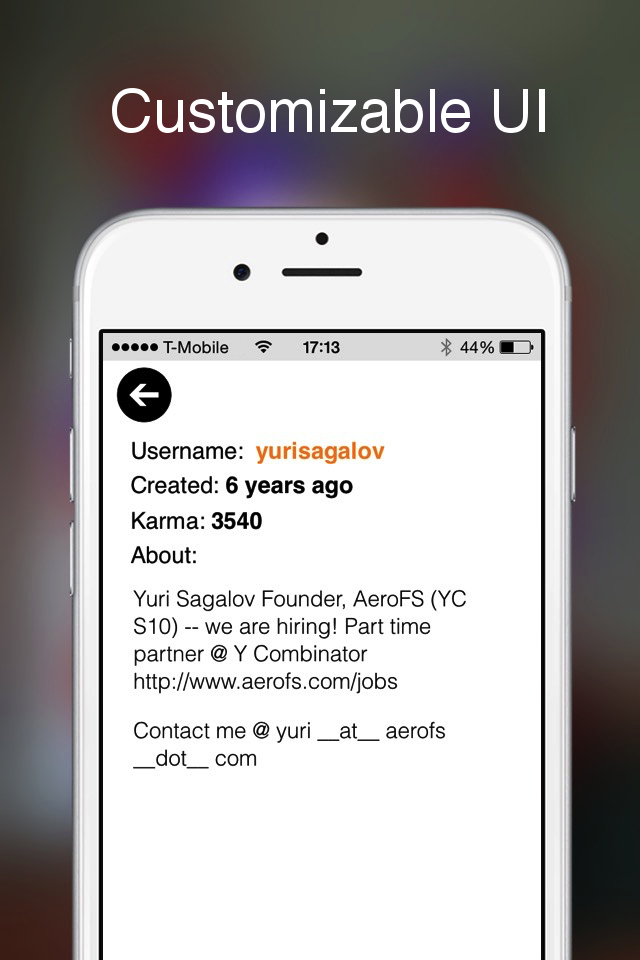 Customizable UI
T-Mobile 17:13 44%
Username: yurisagalov
Created: 6 years ago
Karma: 3540
About:
Yuri Sagalov Founder, AeroFS (YC
S10) -- we are hiring! Part time
partner @ Y Combinator
http://www.aerofs.com/jobs
Contact me @ yuri __at__ aerofs
__dot__ com